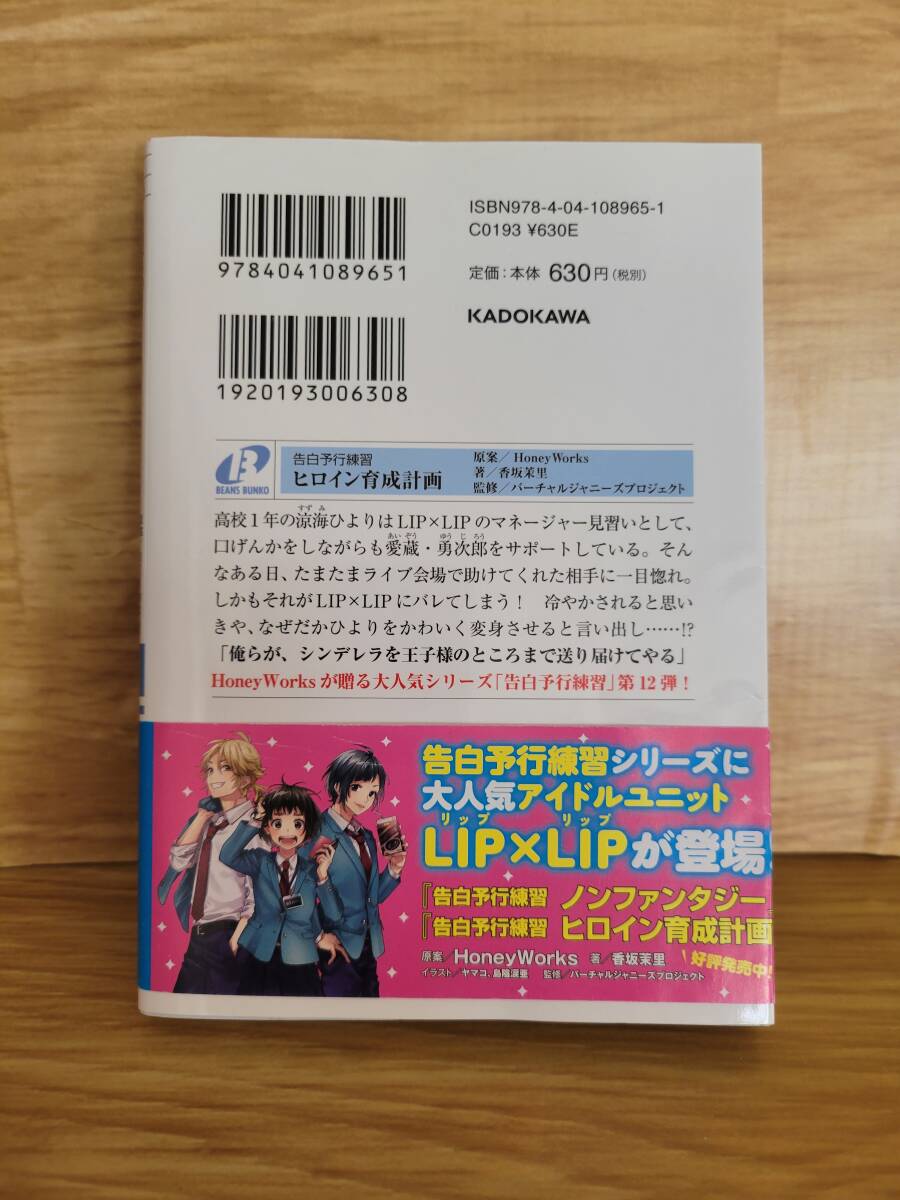 ISBN978-4-04-108965-1
C0193 ¥630E
9784041089651
定価:本体 630円(税別)
KADOKAWA
1920193006308
BEANS BUNKO
告白予行練習
ヒロイン育成計画
原案/HoneyWorks
著/香坂茉里
監修/バーチャルジャニーズプロジェクト
高校1年の涼海ひよりはLIP×LIPのマネージャー見習いとして、
口げんかをしながらも愛蔵・勇次郎をサポートしている。そん
なある日、たまたまライブ会場で助けてくれた相手に一目惚れ。
しかもそれがLIP×LIPにバレてしまう! 冷やかされると思い
きや、なぜだかひよりをかわいく変身させると言い出し……!?
「俺らが、シンデレラを王子様のところまで送り届けてやる」
HoneyWorksが贈る大人気シリーズ「告白予行練習」第12弾!
告白予行練習シリーズに
大人気アイドルユニット
LIP×LIPが登場!
『告白予行練習 ノンファンタジー』
『告白予行練習 ヒロイン育成計画
原案/HoneyWorks 著/香坂茉里
イラスト/ヤマコ、島陰涙亜 監修/バーチャルジャニーズプロジェクト
好評発売中!